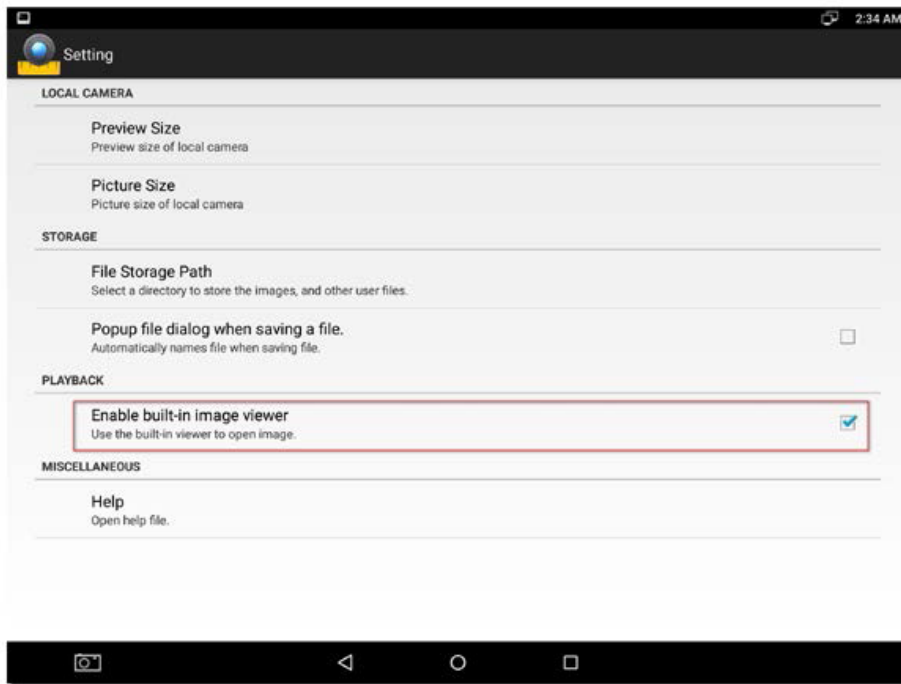 2:34 AM
Setting
LOCAL CAMERA
Preview Size
Preview size of local camera
Picture Size
Picture size of local camera
STORAGE
File Storage Path
Select a directory to store the images, and other user files.
Popup file dialog when saving a file.
Automatically names file when saving file.
PLAYBACK
Enable built-in image viewer
Use the built-in viewer to open image.
MISCELLANEOUS
Help
Open help file.